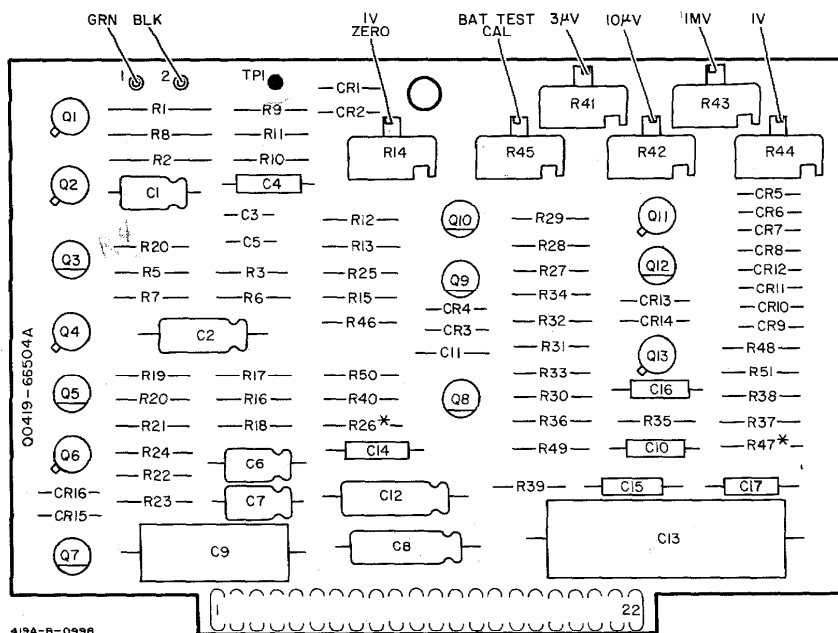 GRN BLK
1V ZERO
BAT TEST CAL
3µV
10µV
1MV
1V
1 2 TP1
CR1
CR2
Q1 R1 R9 R14 R45 R41 R42 R43 R44
R8 R11
R2 R10
Q2 C1 C4
C3 R12 Q10 R29 Q11 CR5
CR6
CR7
C5 R13 R28 CR8
Q3 R20
R5 R3 R25 Q9 R27 Q12 CR12
CR11
R7 R6 R15 R34 CR13 CR10
CR4
Q4 C2 R46 CR3 R32 CR14 CR9
C11 R31 Q13 R48
Q5 R19 R17 R50 R33 R51
R20 R16 R40 Q8 R30 C16 R38
R21 R18 R26* R36 R35 R37
Q6 R24 C6 C14 R49 C10 R47*
R22
CR16 R23 C7 C12 R39 C15 C17
CR15
Q7 C9 C8 C13
1 22
Q0419-66504A
419A-B-0998